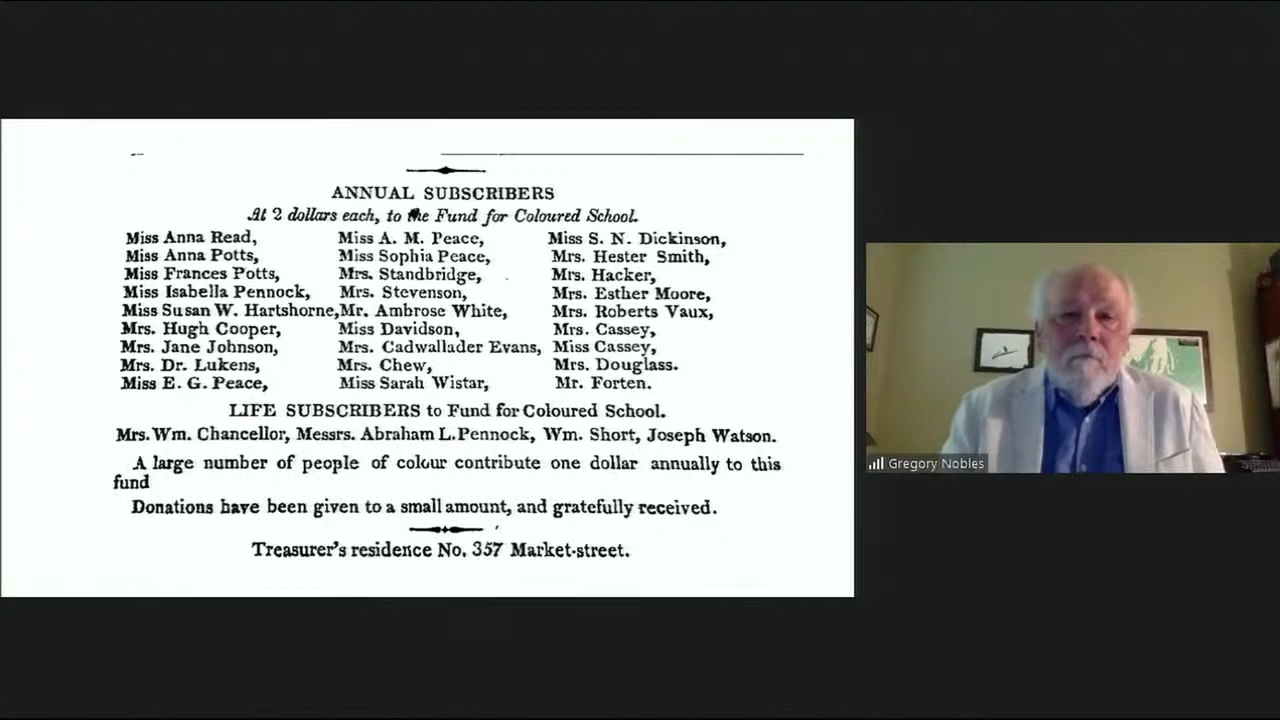 ANNUAL SUBSCRIBERS
At 2 dollars each, to the Fund for Coloured School.
Miss Anna Read, Miss A. M. Peace, Miss S. N. Dickinson,
Miss Anna Potts, Miss Sophia Peace, Mrs. Hester Smith,
Miss Frances Potts, Mrs. Standbridge, Mrs. Hacker,
Miss Isabella Pennock, Mrs. Stevenson, Mrs. Esther Moore,
Miss Susan W. Hartshorne, Mr. Ambrose White, Mrs. Roberts Vaux,
Mrs. Hugh Cooper, Miss Davidson, Mrs. Cassey,
Mrs. Jane Johnson, Mrs. Cadwallader Evans, Miss Cassey,
Mrs. Dr. Lukens, Mrs. Chew, Mrs. Douglass.
Miss E. G. Peace, Miss Sarah Wistar, Mr. Forten.
LIFE SUBSCRIBERS to Fund for Coloured School.
Mrs. Wm. Chancellor, Messrs. Abraham L. Pennock, Wm. Short, Joseph Watson.
A large number of people of colour contribute one dollar annually to this
fund
Donations have been given to a small amount, and gratefully received.
Treasurer's residence No. 357 Market-street.
Gregory Nobles